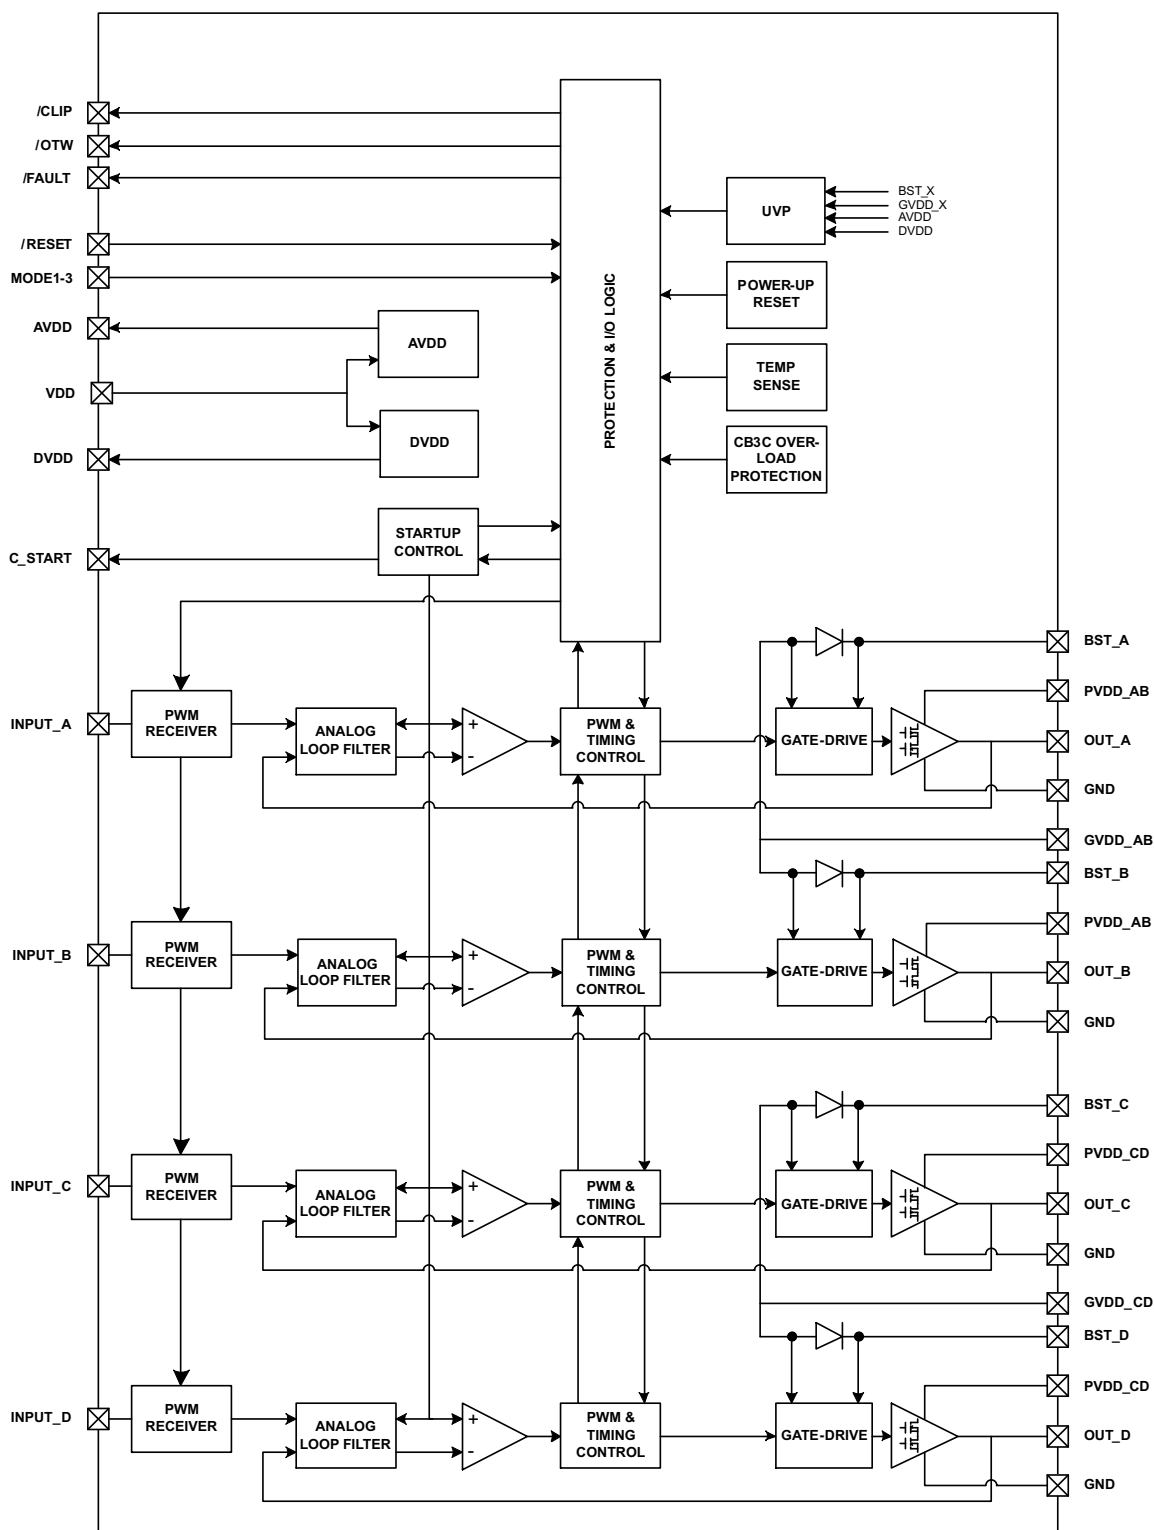 /CLIP
/OTW
/FAULT
/RESET
MODE1-3
AVDD
VDD
DVDD
C_START
AVDD
DVDD
STARTUP
CONTROL
PROTECTION & I/O LOGIC
UVP
BST_X
GVDD_X
AVDD
DVDD
POWER-UP
RESET
TEMP
SENSE
CB3C OVER-
LOAD
PROTECTION
INPUT_A
PWM
RECEIVER
ANALOG
LOOP FILTER
+
-
PWM &
TIMING
CONTROL
GATE-DRIVE
BST_A
PVDD_AB
OUT_A
GND
GVDD_AB
BST_B
INPUT_B
PWM
RECEIVER
ANALOG
LOOP FILTER
+
-
PWM &
TIMING
CONTROL
GATE-DRIVE
PVDD_AB
OUT_B
GND
BST_C
INPUT_C
PWM
RECEIVER
ANALOG
LOOP FILTER
+
-
PWM &
TIMING
CONTROL
GATE-DRIVE
PVDD_CD
OUT_C
GND
GVDD_CD
BST_D
INPUT_D
PWM
RECEIVER
ANALOG
LOOP FILTER
+
-
PWM &
TIMING
CONTROL
GATE-DRIVE
PVDD_CD
OUT_D
GND